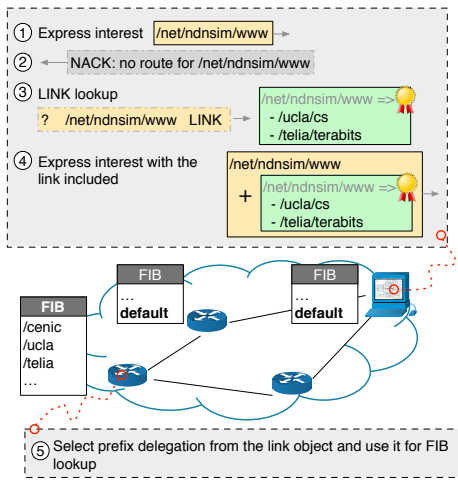 1 Express interest /net/ndnsim/www
2 NACK: no route for /net/ndnsim/www
3 LINK lookup
? /net/ndnsim/www LINK
/net/ndnsim/www =>
- /ucla/cs
- /telia/terabits
4 Express interest with the
link included
/net/ndnsim/www
+
/net/ndnsim/www =>
- /ucla/cs
- /telia/terabits
FIB
...
default
FIB
...
default
FIB
/cenic
/ucla
/telia
...
5 Select prefix delegation from the link object and use it for FIB
lookup